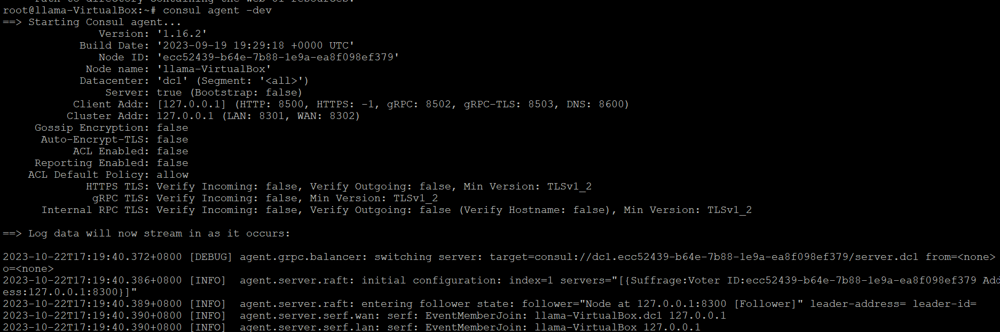 Path to directory containing the web UI resources.
root@llama-VirtualBox:~# consul agent -dev
==> Starting Consul agent...
Version: '1.16.2'
Build Date: '2023-09-19 19:29:18 +0000 UTC'
Node ID: 'ecc52439-b64e-7b88-1e9a-ea8f098ef379'
Node name: 'llama-VirtualBox'
Datacenter: 'dc1' (Segment: '<all>')
Server: true (Bootstrap: false)
Client Addr: [127.0.0.1] (HTTP: 8500, HTTPS: -1, gRPC: 8502, gRPC-TLS: 8503, DNS: 8600)
Cluster Addr: 127.0.0.1 (LAN: 8301, WAN: 8302)
Gossip Encryption: false
Auto-Encrypt-TLS: false
ACL Enabled: false
Reporting Enabled: false
ACL Default Policy: allow
HTTPS TLS: Verify Incoming: false, Verify Outgoing: false, Min Version: TLSv1_2
gRPC TLS: Verify Incoming: false, Min Version: TLSv1_2
Internal RPC TLS: Verify Incoming: false, Verify Outgoing: false (Verify Hostname: false), Min Version: TLSv1_2
==> Log data will now stream in as it occurs:
2023-10-22T17:19:40.372+0800 [DEBUG] agent.grpc.balancer: switching server: target=consul://dc1.ecc52439-b64e-7b88-1e9a-ea8f098ef379/server.dc1 from=<none>
o=<none>
2023-10-22T17:19:40.386+0800 [INFO] agent.server.raft: initial configuration: index=1 servers="[{Suffrage:Voter ID:ecc52439-b64e-7b88-1e9a-ea8f098ef379 Add
ess:127.0.0.1:8300}]"
2023-10-22T17:19:40.389+0800 [INFO] agent.server.raft: entering follower state: follower="Node at 127.0.0.1:8300 [Follower]" leader-address= leader-id=
2023-10-22T17:19:40.390+0800 [INFO] agent.server.serf.wan: serf: EventMemberJoin: llama-VirtualBox.dc1 127.0.0.1
2023-10-22T17:19:40.390+0800 [INFO] agent.server.serf.lan: serf: EventMemberJoin: llama-VirtualBox 127.0.0.1